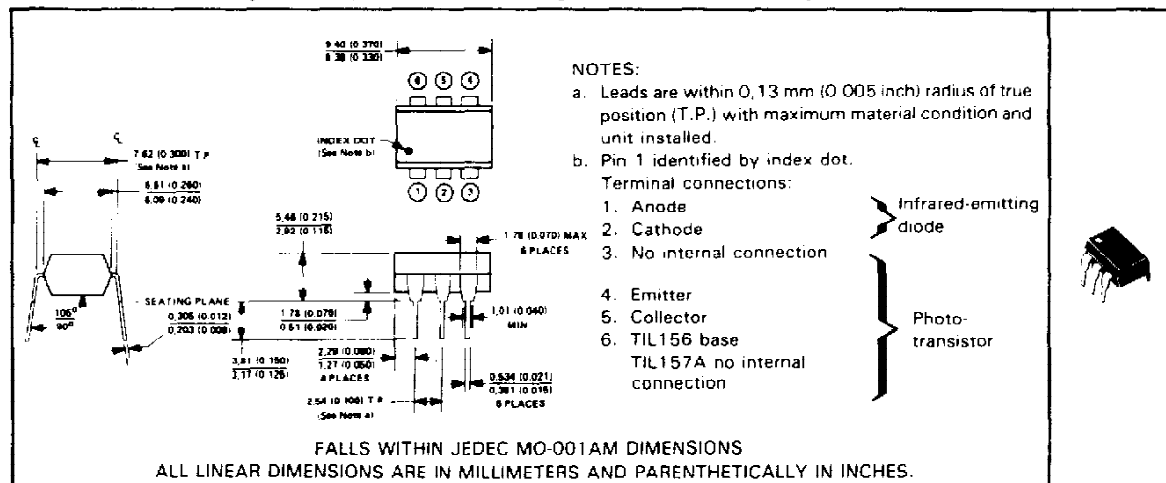 9.40 (0.370)
8.38 (0.330)
6 5 4
INDEX DOT
(See Note b)
1 2 3
℄ ℄
7.62 (0.300) T.P.
(See Note a)
6.61 (0.260)
6.09 (0.240)
5.46 (0.215)
2.92 (0.115)
1.78 (0.070) MAX
6 PLACES
SEATING PLANE
105°
90°
0,305 (0.012)
0,203 (0.008)
1.78 (0.070)
0.51 (0.020)
1,01 (0.040)
MIN
3,81 (0.150)
3,17 (0.125)
2,29 (0.090)
1,27 (0.050)
4 PLACES
0.534 (0.021)
0,381 (0.015)
6 PLACES
2.54 (0.100) T.P.
(See Note a)
NOTES:
a. Leads are within 0,13 mm (0.005 inch) radius of true
position (T.P.) with maximum material condition and
unit installed.
b. Pin 1 identified by index dot.
Terminal connections:
1. Anode
2. Cathode
Infrared-emitting
diode
3. No internal connection
4. Emitter
5. Collector
6. TIL156 base
TIL157A no internal
connection
Photo-
transistor
FALLS WITHIN JEDEC MO-001AM DIMENSIONS
ALL LINEAR DIMENSIONS ARE IN MILLIMETERS AND PARENTHETICALLY IN INCHES.